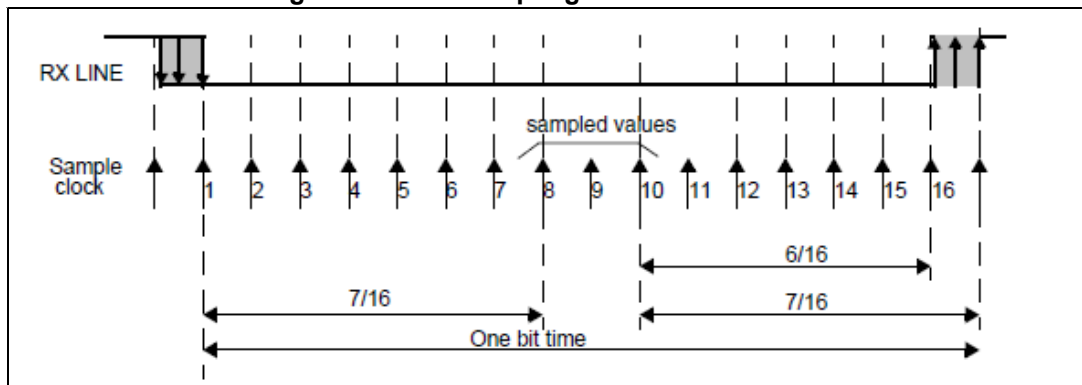 RX LINE
sampled values
Sample
clock
1 2 3 4 5 6 7 8 9 10 11 12 13 14 15 16
6/16
7/16
7/16
One bit time